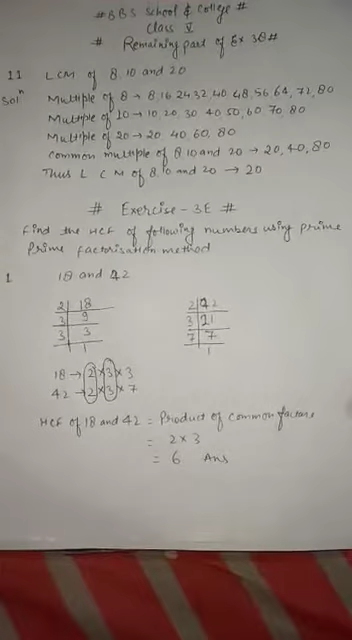 # BBS School & College #
Class V
# Remaining part of Ex 3D #
11 LCM of 8, 10 and 20
Solⁿ Multiple of 8 → 8, 16 24 32, 40 48, 56 64, 72, 80
Multiple of 10 → 10, 20, 30 40 50, 60, 70, 80
Multiple of 20 → 20, 40, 60, 80
Common multiple of 8 10 and 20 → 20, 40, 80
Thus L C M of 8, 10 and 20 → 20
# Exercise - 3E #
Find the HCF of following numbers using prime
prime factorisation method
1 18 and 42
2 18 2 42
3 9 3 21
3 3 7 7
1 1
18 → 2 × 3 × 3
42 → 2 × 3 × 7
HCF of 18 and 42 = Product of common factors
= 2 × 3
= 6 Ans